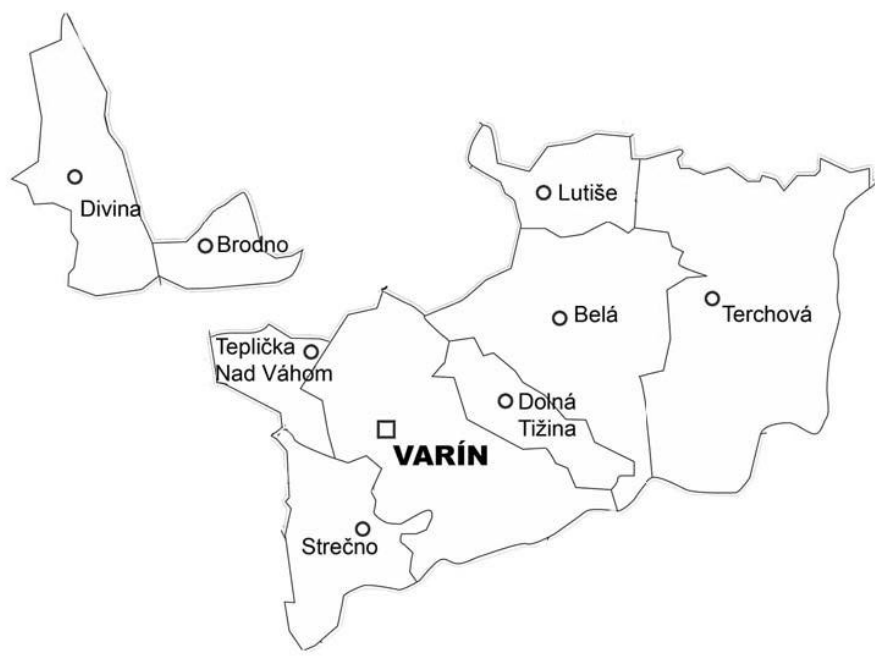 Lutiše
Divina
Brodno
Belá
Terchová
Teplička
Nad Váhom
Dolná
Tižina
VARÍN
Strečno